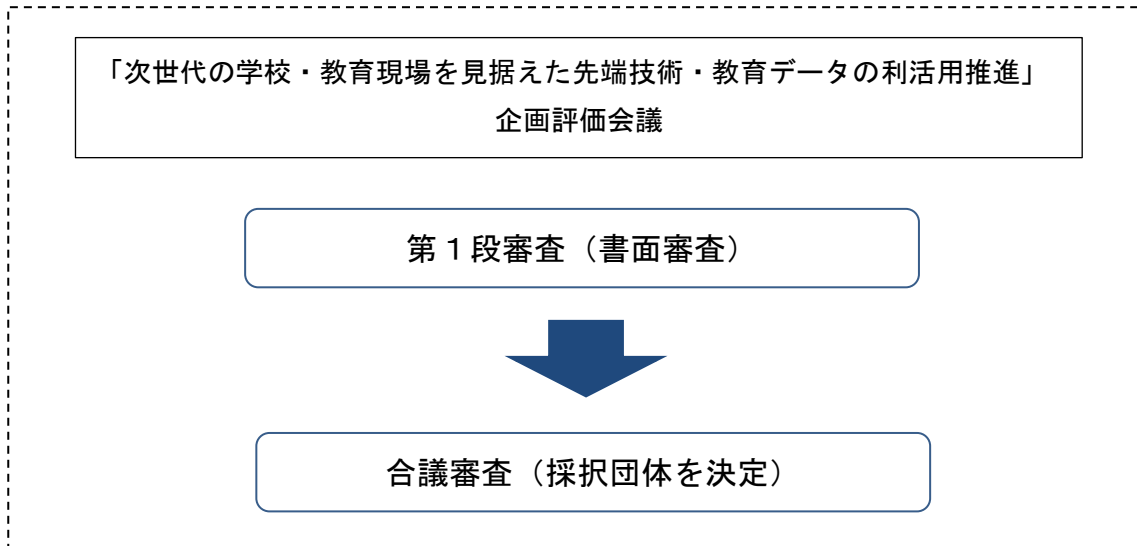 「次世代の学校・教育現場を見据えた先端技術・教育データの利活用推進」
企画評価会議
第１段審査（書面審査）
合議審査（採択団体を決定）